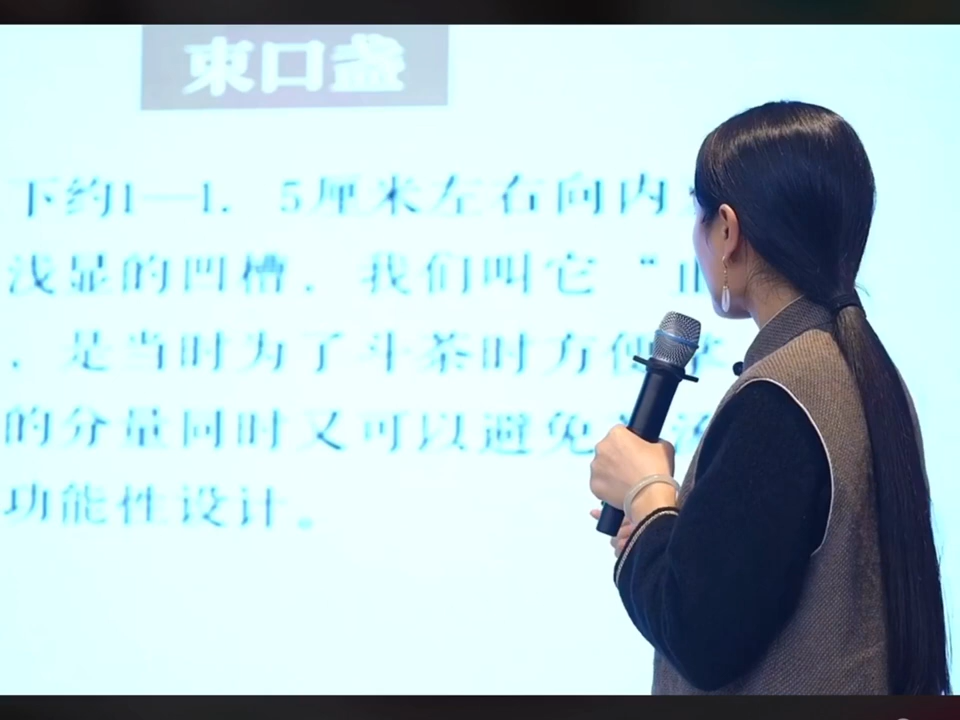 束口盏
下约1—1. 5厘米左右向内
浅显的凹槽，我们叫它“
，是当时为了斗茶时方便
的分量同时又可以避免
功能性设计。